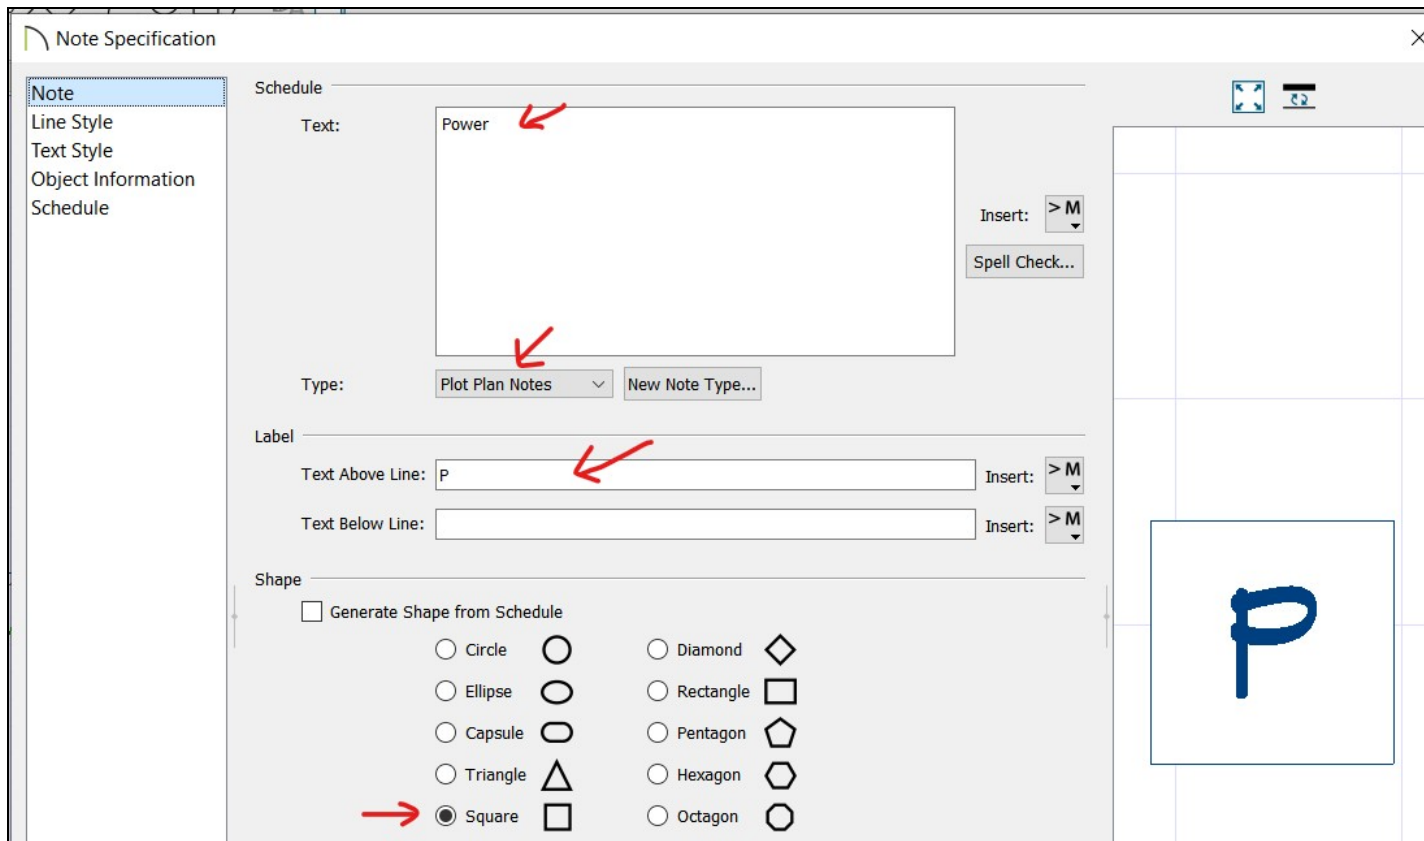 Note Specification
Note
Line Style
Text Style
Object Information
Schedule
Schedule
Text:
Power
Insert: > M
Spell Check...
Type:
Plot Plan Notes
New Note Type...
Label
Text Above Line: P
Insert: > M
Text Below Line:
Insert: > M
Shape
Generate Shape from Schedule
Circle
Diamond
Ellipse
Rectangle
Capsule
Pentagon
Triangle
Hexagon
Square
Octagon
P